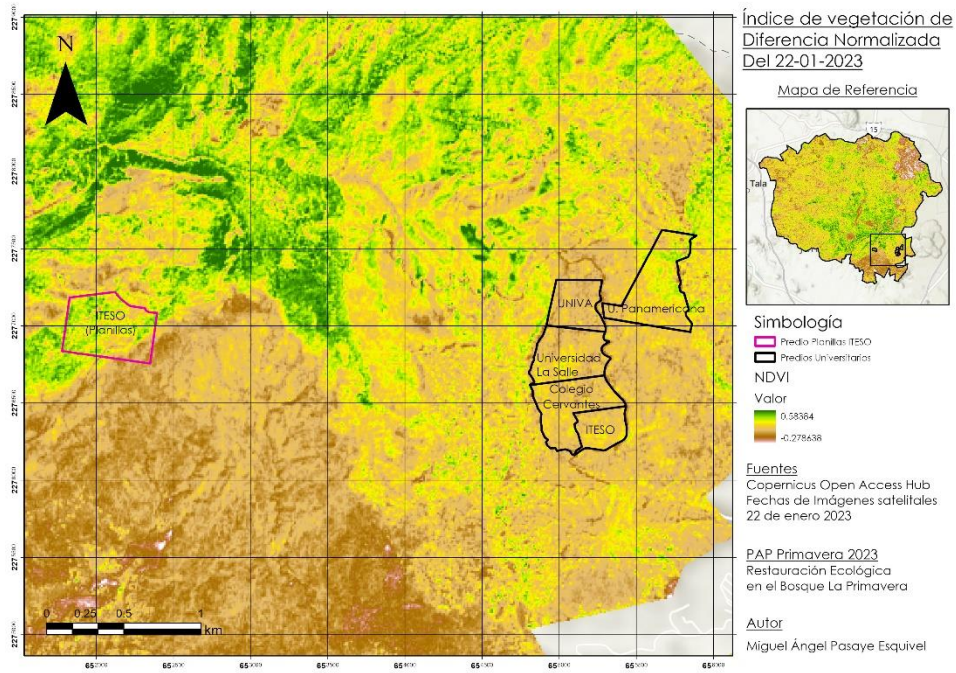 Índice de vegetación de
Diferencia Normalizada
Del 22-01-2023
Mapa de Referencia
15
Tala
N
ITESO
(Planillas)
UNIVA
U. Panamericana
Universidad
La Salle
Colegio
Cervantes
ITESO
0 0.25 0.5 1
km
Simbología
Predio Planillas ITESO
Predios Universitarios
NDVI
Valor
0.58384
-0.278638
Fuentes
Copernicus Open Access Hub
Fechas de Imágenes satelitales
22 de enero 2023
PAP Primavera 2023
Restauración Ecológica
en el Bosque La Primavera
Autor
Miguel Ángel Pasaye Esquivel